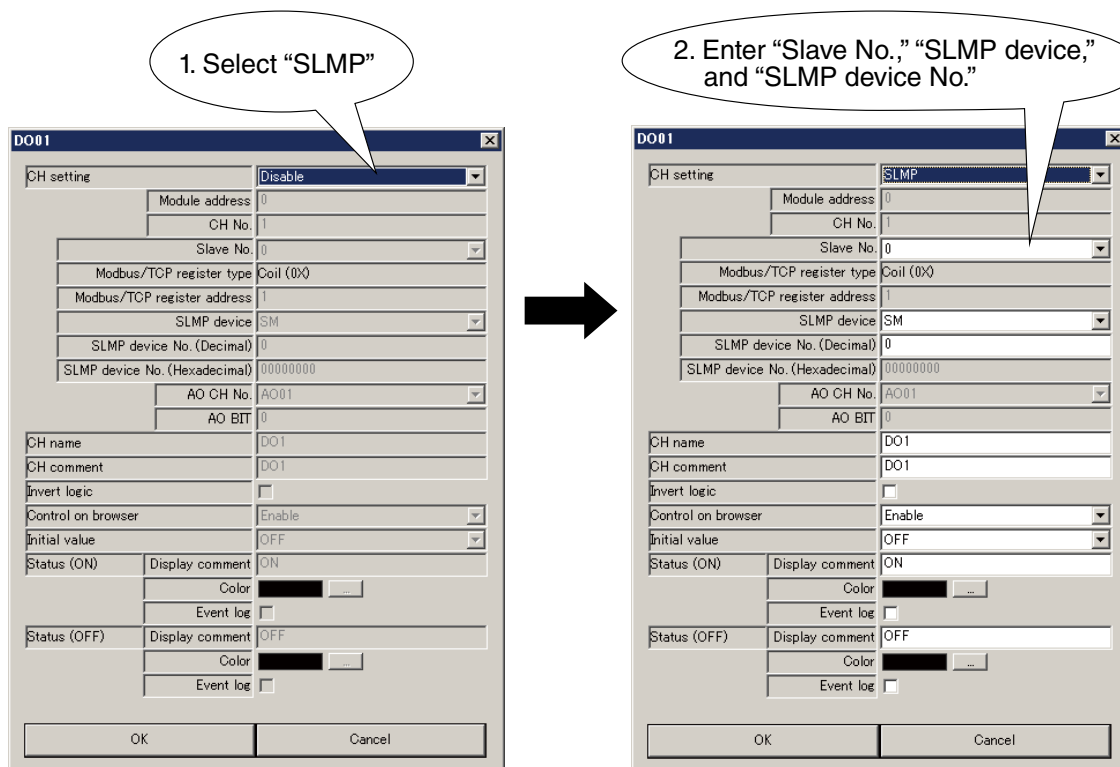 1. Select “SLMP”
DO01
CH setting Disable
Module address 0
CH No. 1
Slave No. 0
Modbus/TCP register type Coil (0X)
Modbus/TCP register address 1
SLMP device SM
SLMP device No. (Decimal) 0
SLMP device No. (Hexadecimal) 00000000
AO CH No. AO01
AO BIT 0
CH name DO1
CH comment DO1
Invert logic
Control on browser Enable
Initial value OFF
Status (ON) Display comment ON
Color ...
Event log
Status (OFF) Display comment OFF
Color ...
Event log
OK Cancel
2. Enter “Slave No.,” “SLMP device,”
and “SLMP device No.”
DO01
CH setting SLMP
Module address 0
CH No. 1
Slave No. 0
Modbus/TCP register type Coil (0X)
Modbus/TCP register address 1
SLMP device SM
SLMP device No. (Decimal) 0
SLMP device No. (Hexadecimal) 00000000
AO CH No. AO01
AO BIT 0
CH name DO1
CH comment DO1
Invert logic
Control on browser Enable
Initial value OFF
Status (ON) Display comment ON
Color ...
Event log
Status (OFF) Display comment OFF
Color ...
Event log
OK Cancel